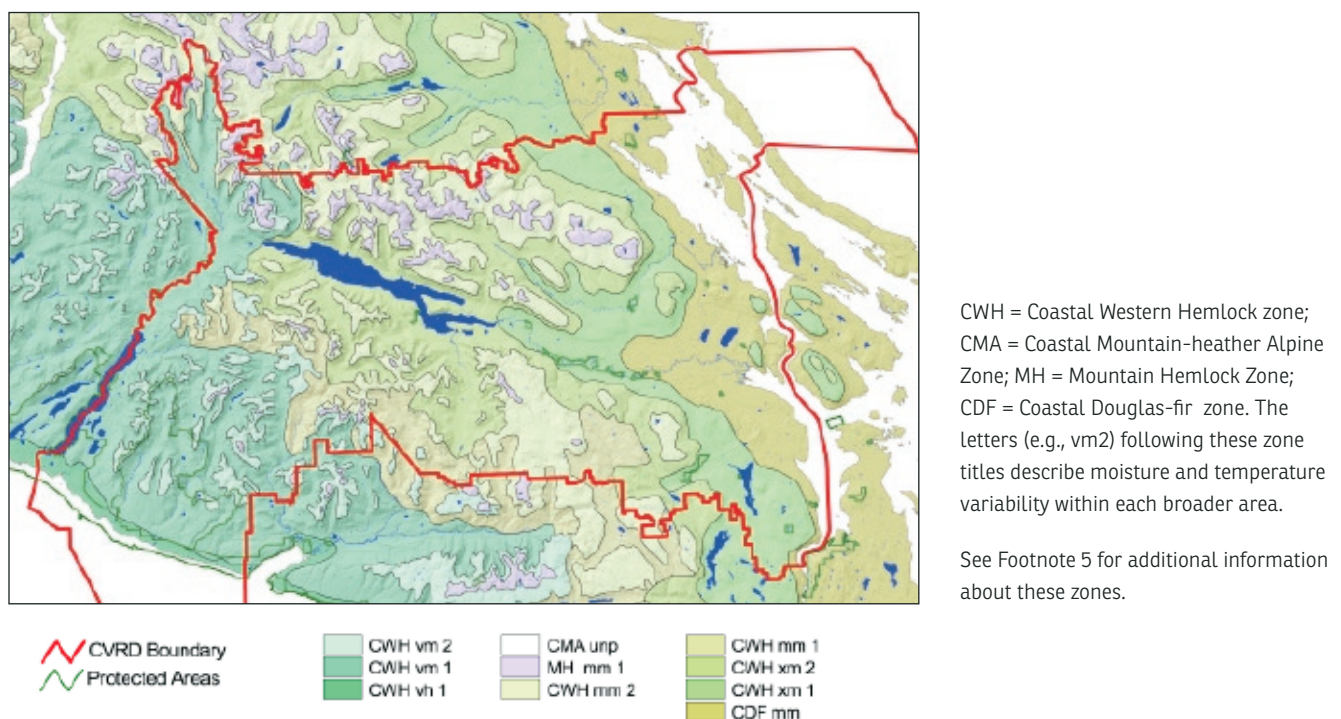 CWH = Coastal Western Hemlock zone;
CMA = Coastal Mountain-heather Alpine
Zone; MH = Mountain Hemlock Zone;
CDF = Coastal Douglas-fir zone. The
letters (e.g., vm2) following these zone
titles describe moisture and temperature
variability within each broader area.
See Footnote 5 for additional information
about these zones.
CVRD Boundary
Protected Areas
CWH vm 2
CWH vm 1
CWH vh 1
CMA unp
MH mm 1
CWH mm 2
CWH mm 1
CWH xm 2
CWH xm 1
CDF mm